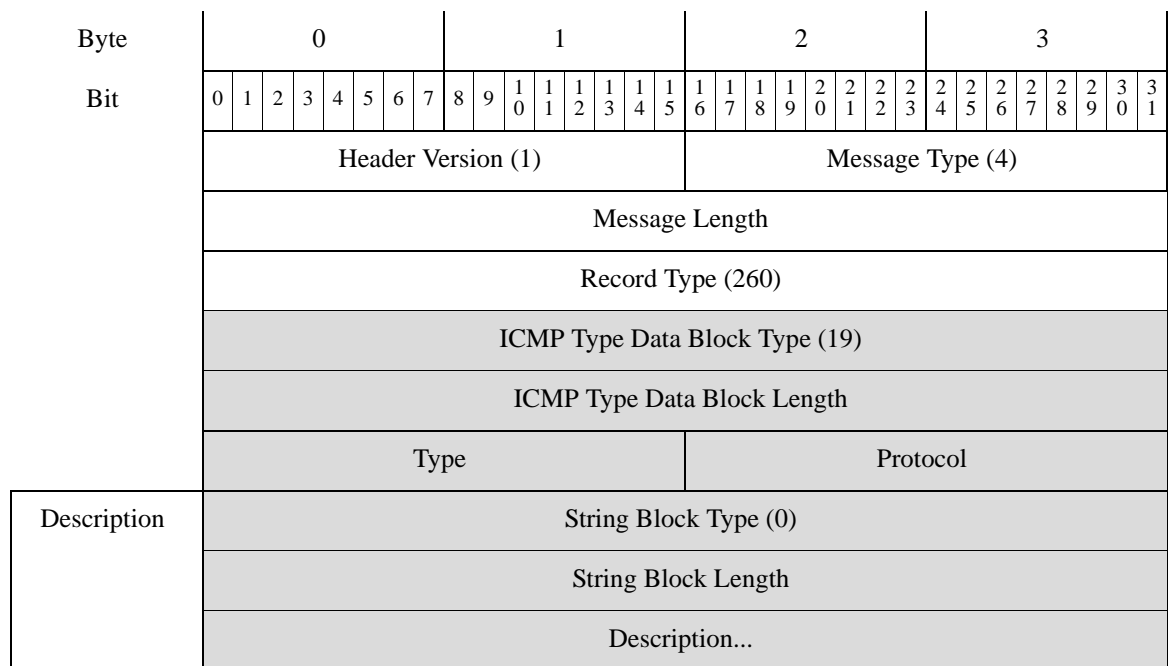 Byte 0 1 2 3
Bit 0 1 2 3 4 5 6 7 8 9 10 11 12 13 14 15 16 17 18 19 20 21 22 23 24 25 26 27 28 29 30 31
Header Version (1) Message Type (4)
Message Length
Record Type (260)
ICMP Type Data Block Type (19)
ICMP Type Data Block Length
Type Protocol
Description String Block Type (0)
String Block Length
Description...